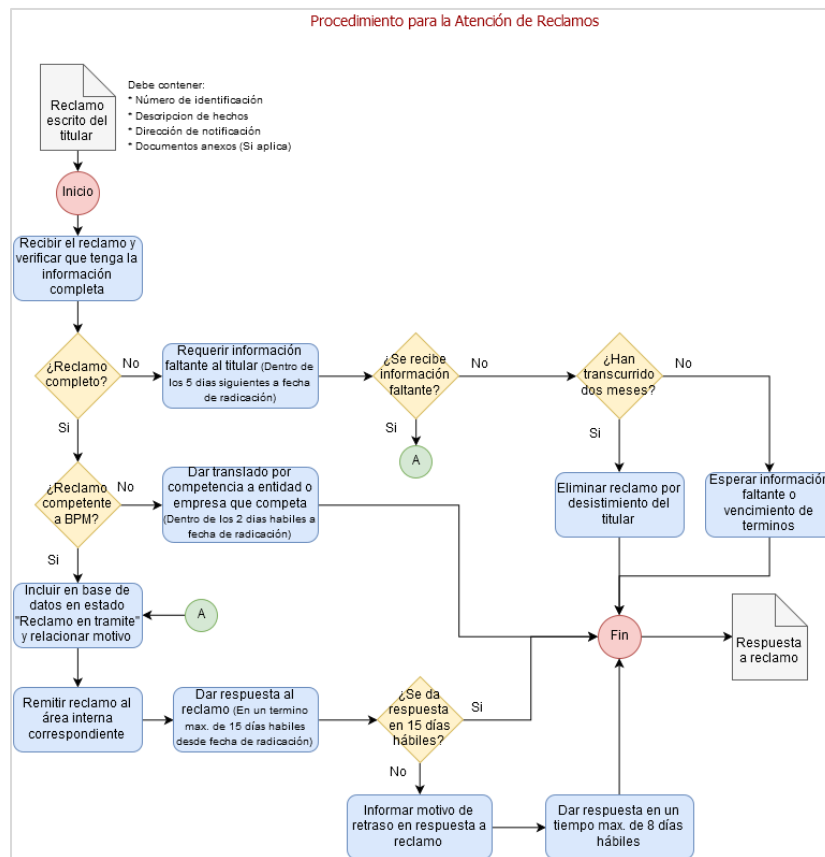 Procedimiento para la Atención de Reclamos
Reclamo
escrito del
titular
Debe contener:
* Número de identificación
* Descripcion de hechos
* Dirección de notificación
* Documentos anexos (Si aplica)
Inicio
Recibir el reclamo y
verificar que tenga la
información
completa
¿Reclamo
completo?
No
Requerir información
faltante al titular (Dentro de
los 5 dias siguientes a fecha
de radicación)
¿Se recibe
información
faltante?
No
¿Han
transcurrido
dos meses?
No
Si
Si
A
Si
¿Reclamo
competente
a BPM?
No
Dar translado por
competencia a entidad o
empresa que competa
(Dentro de los 2 dias habiles a
fecha de radicación)
Eliminar reclamo por
desistimiento del
titular
Esperar información
faltante o
vencimiento de
terminos
Si
Incluir en base de
datos en estado
"Reclamo en tramite"
y relacionar motivo
A
Fin
Respuesta
a reclamo
Remitir reclamo al
área interna
correspondiente
Dar respuesta al
reclamo (En un termino
max. de 15 días habiles
desde fecha de radicación)
¿Se da
respuesta
en 15 días
hábiles?
Si
No
Informar motivo de
retraso en respuesta a
reclamo
Dar respuesta en un
tiempo max. de 8 días
hábiles